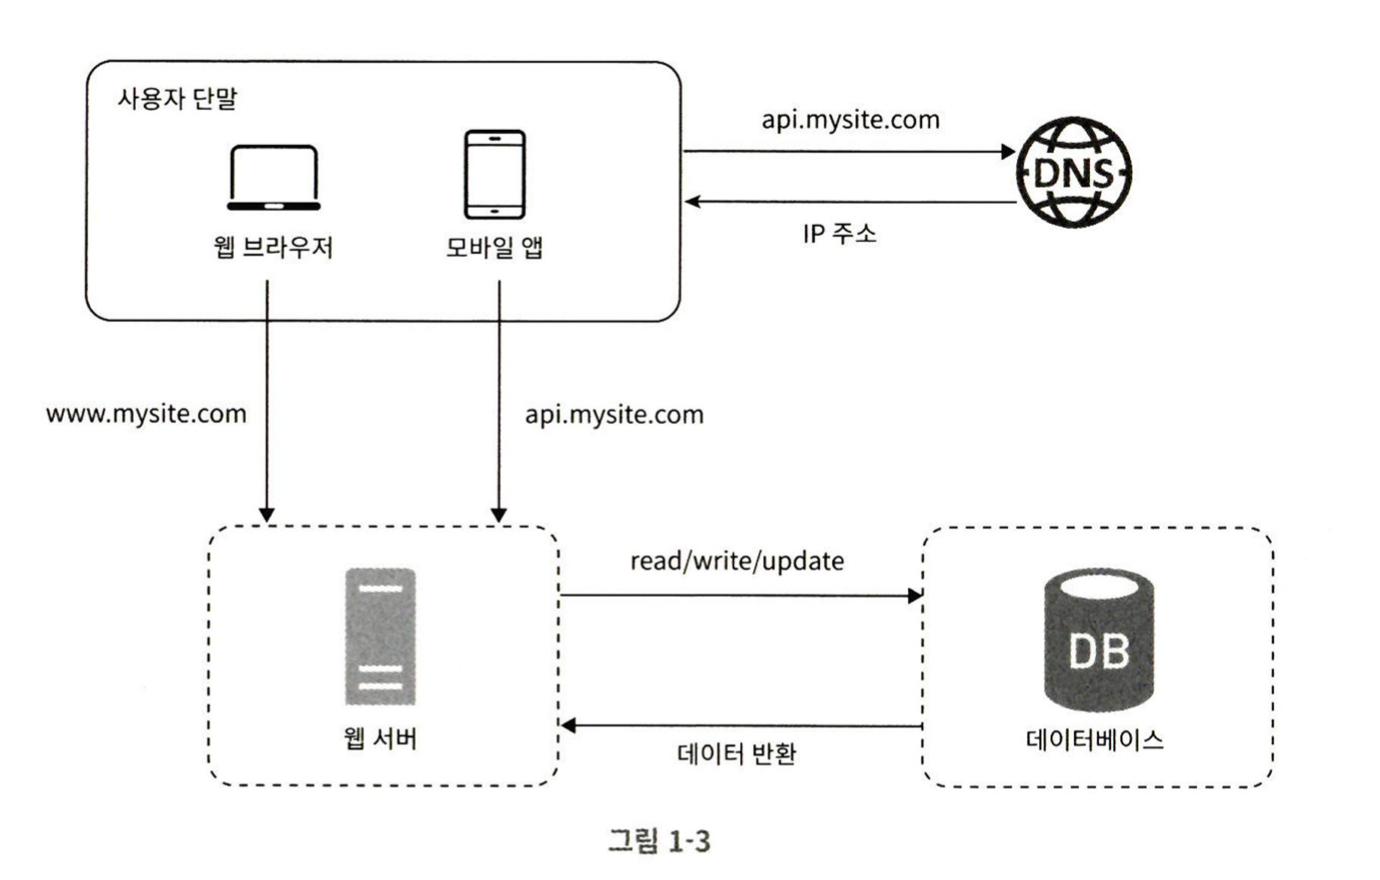 사용자 단말
api.mysite.com
DNS
IP 주소
웹 브라우저
모바일 앱
www.mysite.com
api.mysite.com
read/write/update
DB
웹 서버
데이터 반환
데이터베이스
그림 1-3